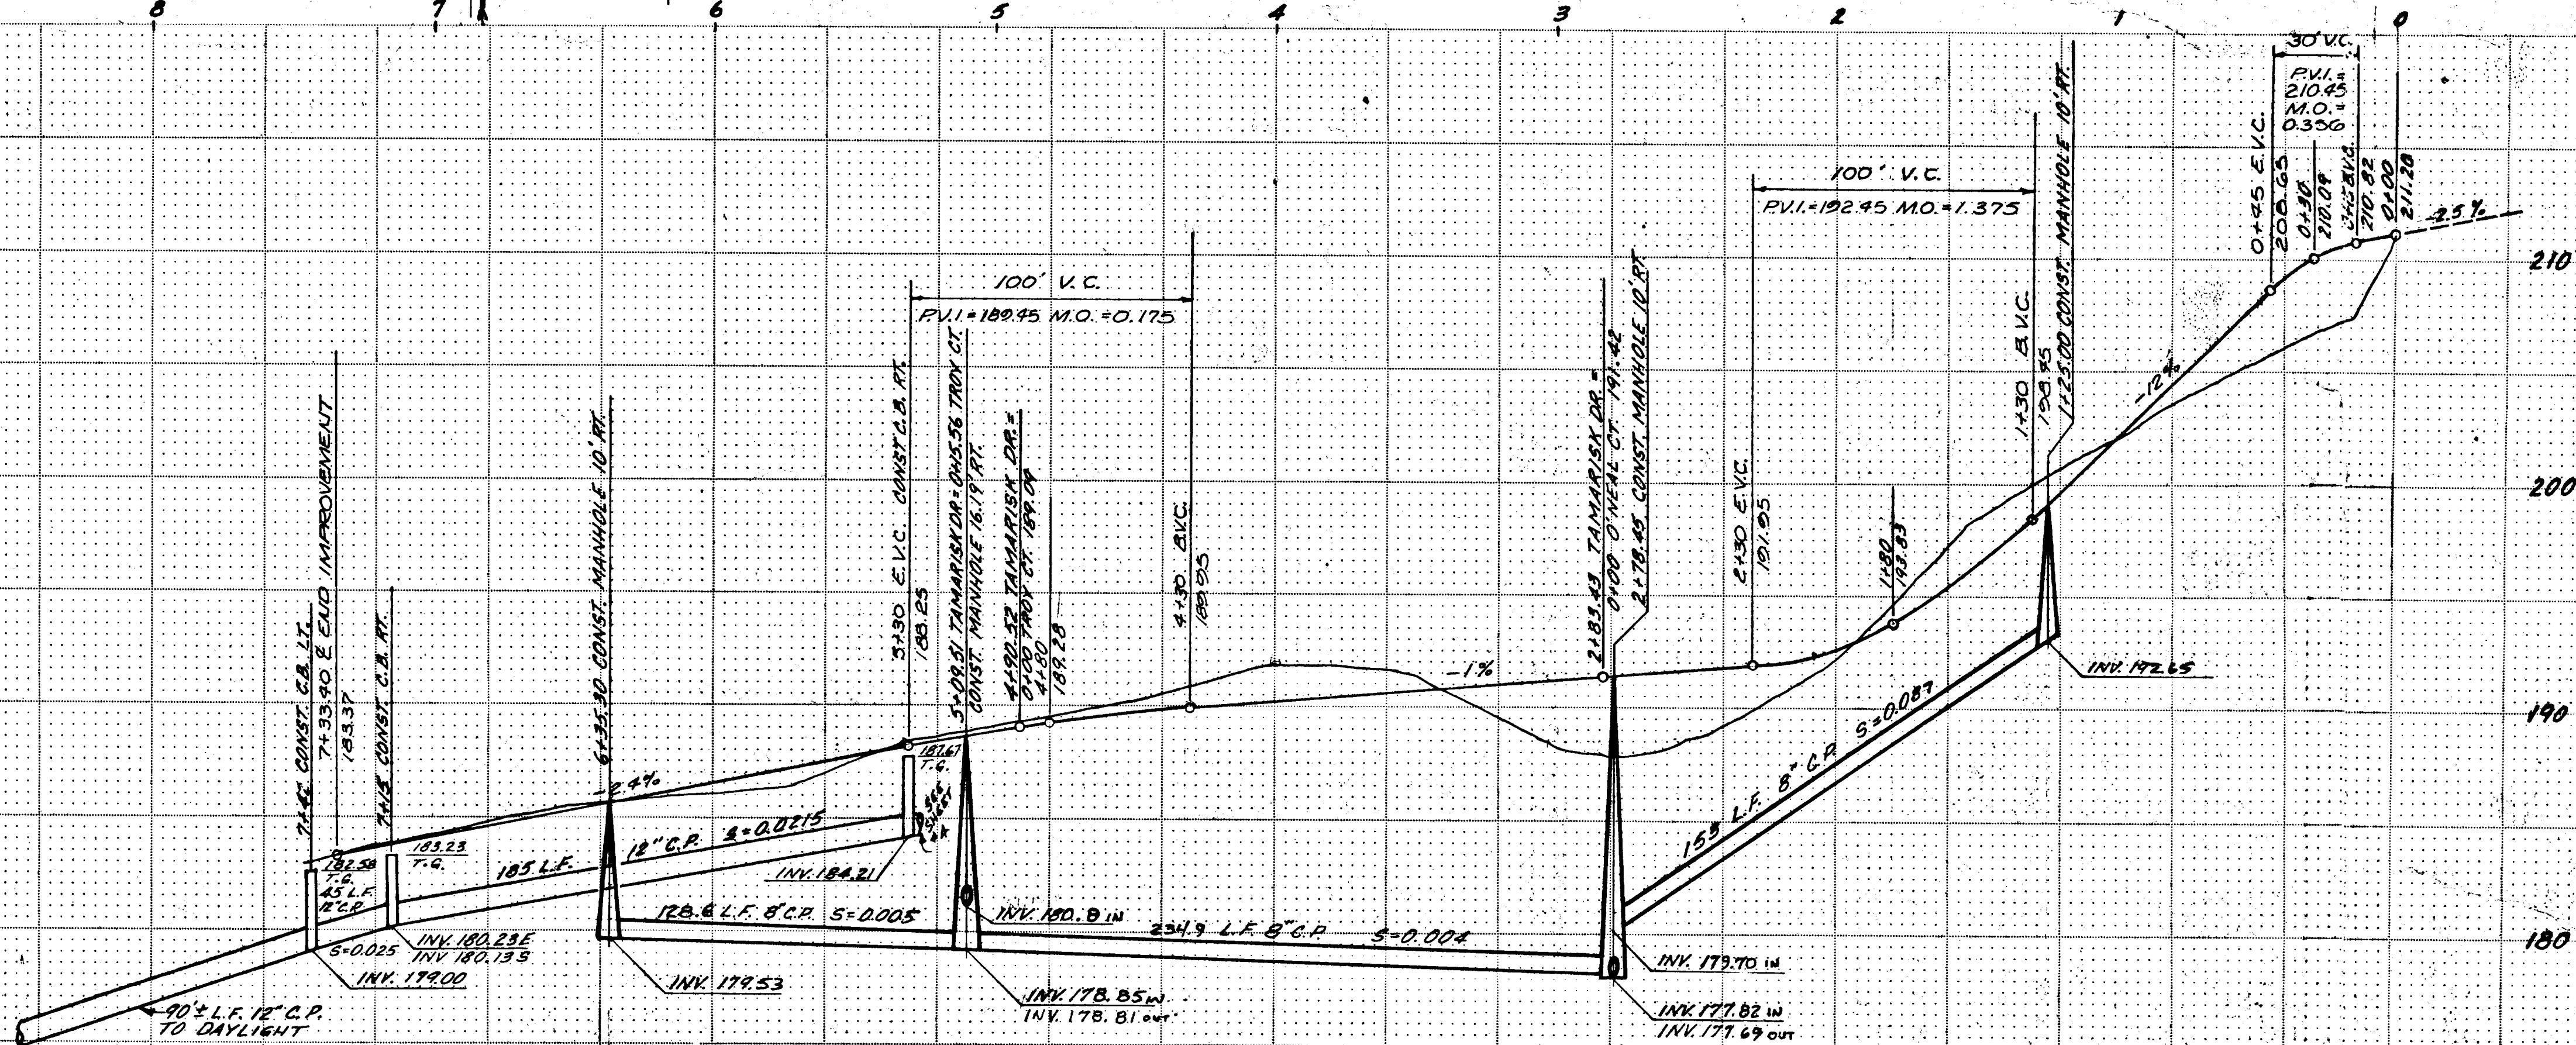 8 7 6 5 4 3 2 1 0
7+42 CONST. C.B. LT.
7+33.40 ℄ END IMPROVEMENT
183.37
7+15 CONST. C.B. RT.
6+35.30 CONST. MANHOLE 10' RT.
5+30 E.V.C. CONST C.B. RT.
188.25
100' V.C.
P.V.I.=189.45 M.O.=0.175
5+09.51 TAMARISK DR.=0+15.56 TROY CT.
CONST. MANHOLE 16.19' RT.
4+90.52 TAMARISK DR.=
0+00 TROY CT. 189.04
4+80
189.28
4+30 B.V.C.
189.95
2+83.43 TAMARISK DR.=
0+00 O'NEAL CT. 191.42
2+78.45 CONST. MANHOLE 10' RT.
2+30 E.V.C.
191.95
100' V.C.
P.V.I.=192.45 M.O.=1.375
1+80
193.83
1+30 B.V.C.
198.45
1+25.00 CONST. MANHOLE 10' RT.
0+45 E.V.C.
208.65
30' V.C.
P.V.I.=
210.45
M.O.=
0.356
0+30
210.09
0+15 B.V.C.
210.82
0+00
211.20
-2.5%
-12%
-1%
-2.4%
210
200
190
180
182.58
T.G.
45 L.F.
12" C.P.
183.23
T.G.
187.67
T.G.
SEE
SHEET
185 L.F. 12" C.P. S=0.0215
INV. 184.21
128.6 L.F. 8" C.P. S=0.005
INV. 180.8 IN
234.9 L.F. 8" C.P. S=0.004
153 L.F. 8" C.P. S=0.087
INV. 192.65
S=0.025
INV. 180.23 E
INV 180.13 S
INV. 179.00
INV. 179.53
INV. 178.85 IN
INV. 178.81 OUT
INV. 179.70 IN
INV. 177.82 IN
INV. 177.69 OUT
90'± L.F. 12" C.P.
TO DAYLIGHT